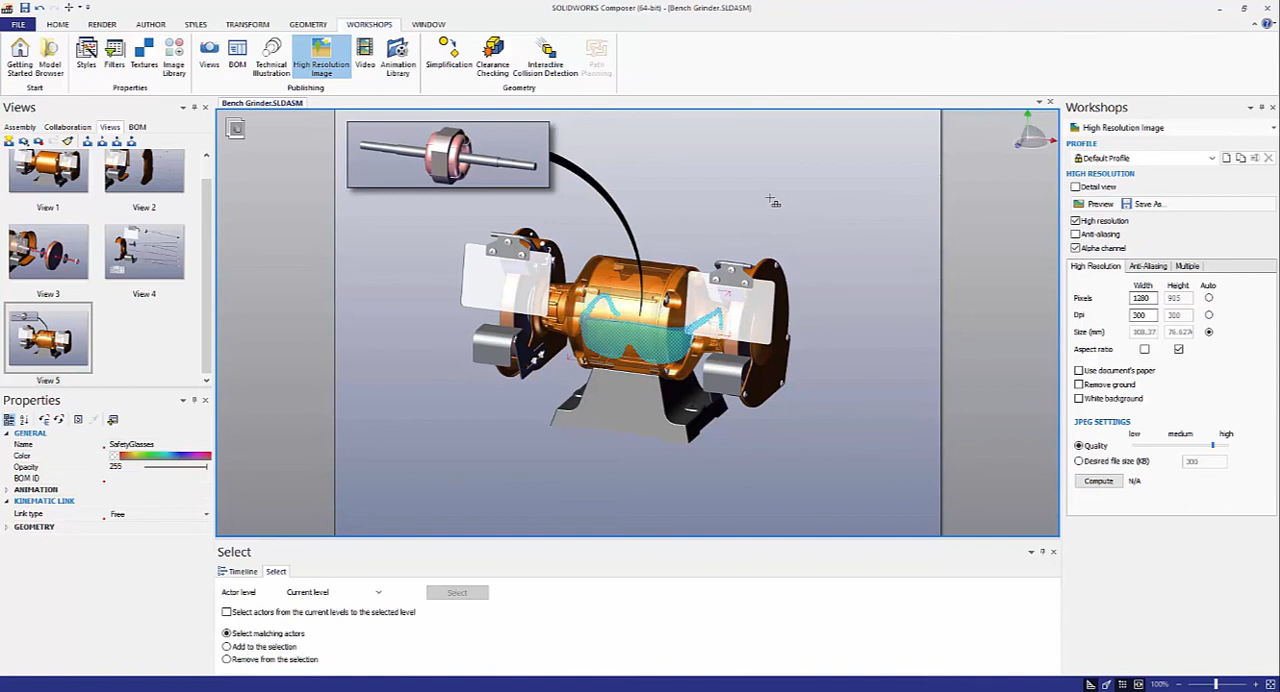 SOLIDWORKS Composer (64-bit) - [Bench Grinder.SLDASM]
FILE HOME RENDER AUTHOR STYLES TRANSFORM GEOMETRY WORKSHOPS WINDOW
Getting Started Model Browser Styles Filters Textures Image Library Views BOM Technical Illustration High Resolution Image Video Animation Library Simplification Clearance Checking Interactive Collision Detection Path Planning
Start Properties Publishing Geometry
Views
Assembly Collaboration Views BOM
View 1 View 2
View 3 View 4
View 5
Properties
GENERAL
Name SafetyGlasses
Color
Opacity 255
BOM ID
ANIMATION
KINEMATIC LINK
Link type Free
GEOMETRY
Bench Grinder.SLDASM
Select
Timeline Select
Actor level Current level Select
Select actors from the current levels to the selected level
Select matching actors
Add to the selection
Remove from the selection
Workshops
High Resolution Image
PROFILE
Default Profile
HIGH RESOLUTION
Detail view
Preview Save As...
High resolution
Anti-aliasing
Alpha channel
High Resolution Anti-Aliasing Multiple
Width Height Auto
Pixels 1280 905
Dpi 300 300
Size (mm)
Aspect ratio
Use document's paper
Remove ground
White background
JPEG SETTINGS
low medium high
Quality
Desired file size (KB) 300
Compute N/A
100%